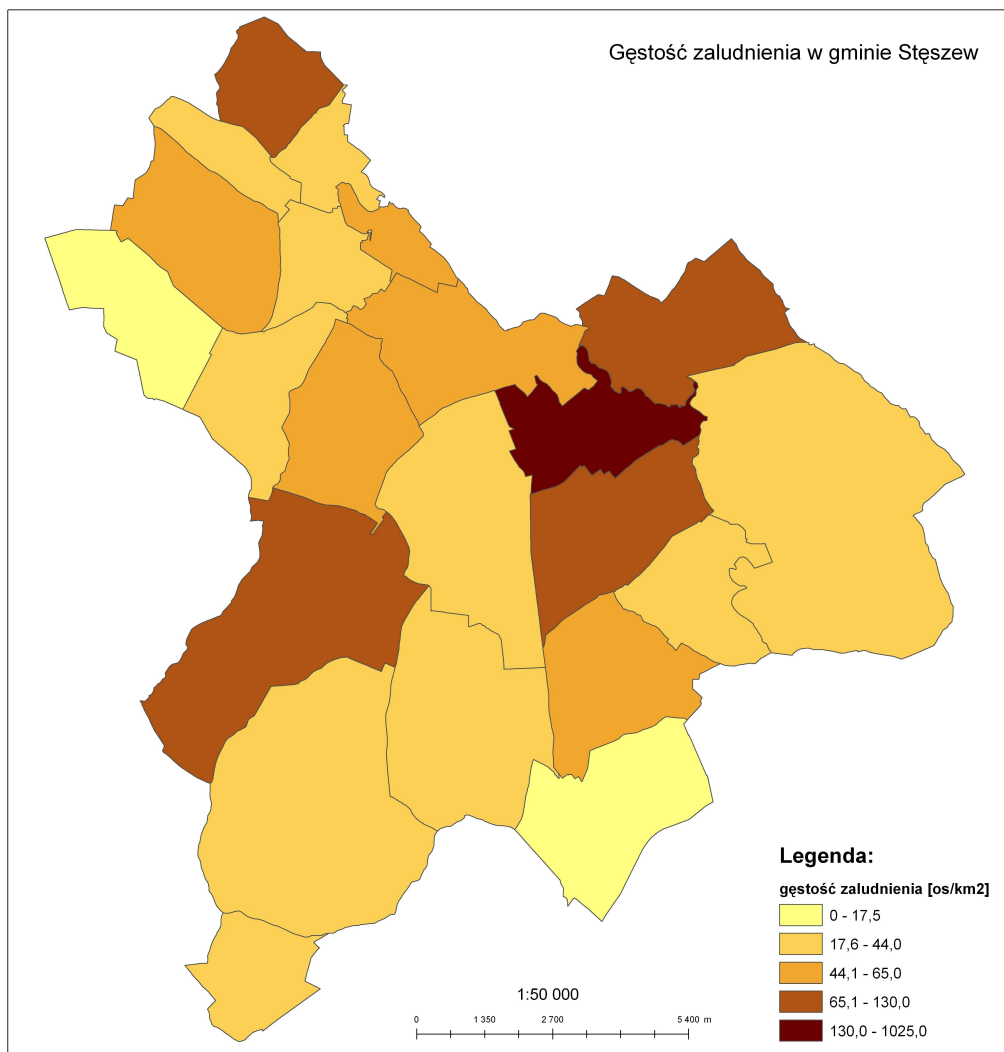 Gęstość zaludnienia w gminie Stęszew
Legenda:
gęstość zaludnienia [os/km2]
0 - 17,5
17,6 - 44,0
44,1 - 65,0
65,1 - 130,0
130,0 - 1025,0
1:50 000
0 1 350 2 700 5 400 m